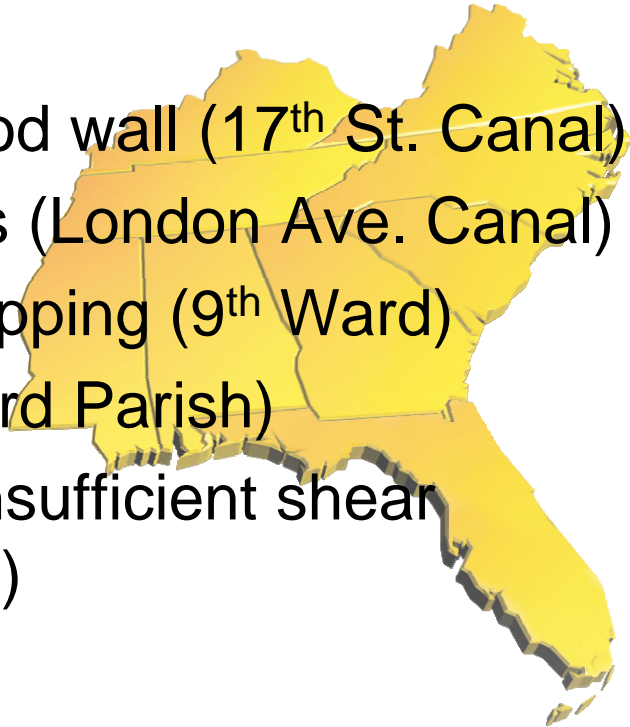 od wall (17th St. Canal)
s (London Ave. Canal)
pping (9th Ward)
rd Parish)
nsufficient shear
)